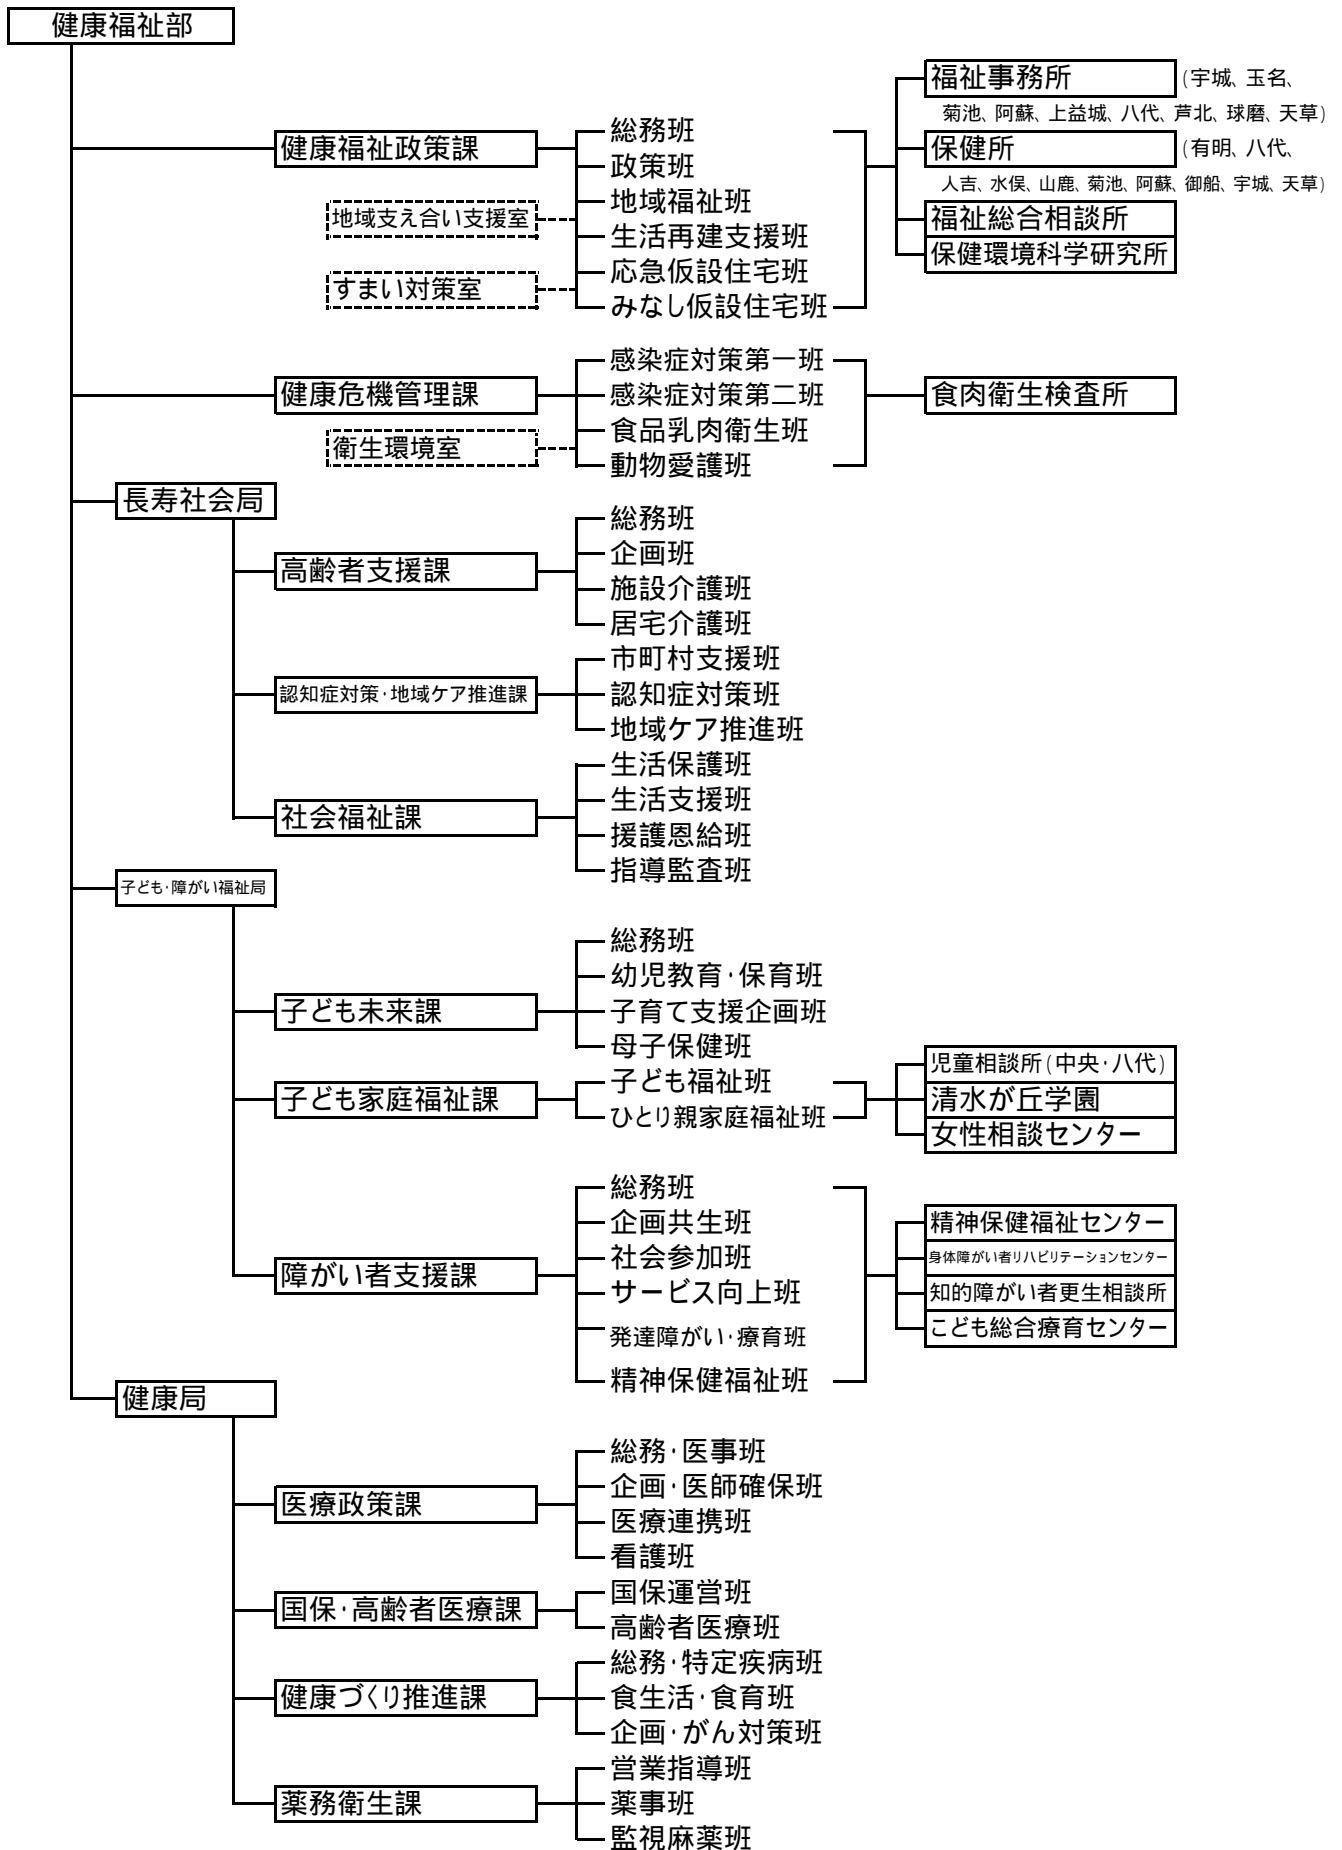 健康福祉部
福祉事務所 (宇城、玉名、
菊池、阿蘇、上益城、八代、芦北、球磨、天草)
総務班
健康福祉政策課
保健所 (有明、八代、
政策班
人吉、水俣、山鹿、菊池、阿蘇、御船、宇城、天草)
地域福祉班
地域支え合い支援室
福祉総合相談所
生活再建支援班
保健環境科学研究所
応急仮設住宅班
すまい対策室
みなし仮設住宅班
感染症対策第一班
健康危機管理課
感染症対策第二班
食肉衛生検査所
食品乳肉衛生班
衛生環境室
動物愛護班
長寿社会局
総務班
企画班
高齢者支援課
施設介護班
居宅介護班
市町村支援班
認知症対策・地域ケア推進課
認知症対策班
地域ケア推進班
生活保護班
生活支援班
社会福祉課
援護恩給班
指導監査班
子ども・障がい福祉局
総務班
幼児教育・保育班
子ども未来課
子育て支援企画班
母子保健班
児童相談所(中央・八代)
子ども福祉班
子ども家庭福祉課
清水が丘学園
ひとり親家庭福祉班
女性相談センター
総務班
企画共生班
精神保健福祉センター
社会参加班
身体障がい者リハビリテーションセンター
障がい者支援課
サービス向上班
知的障がい者更生相談所
発達障がい・療育班
こども総合療育センター
精神保健福祉班
健康局
総務・医事班
企画・医師確保班
医療政策課
医療連携班
看護班
国保運営班
国保・高齢者医療課
高齢者医療班
総務・特定疾病班
健康づくり推進課
食生活・食育班
企画・がん対策班
営業指導班
薬務衛生課
薬事班
監視麻薬班